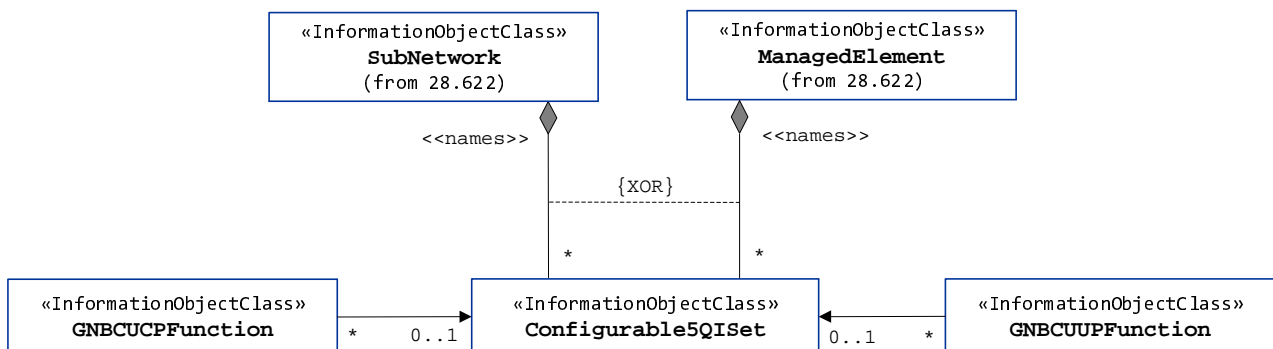 «InformationObjectClass»
SubNetwork
(from 28.622)
«InformationObjectClass»
ManagedElement
(from 28.622)
<<names>>
<<names>>
{XOR}
*
*
«InformationObjectClass»
GNBCUCPFunction
*
0..1
«InformationObjectClass»
Configurable5QISet
0..1
*
«InformationObjectClass»
GNBCUUPFunction